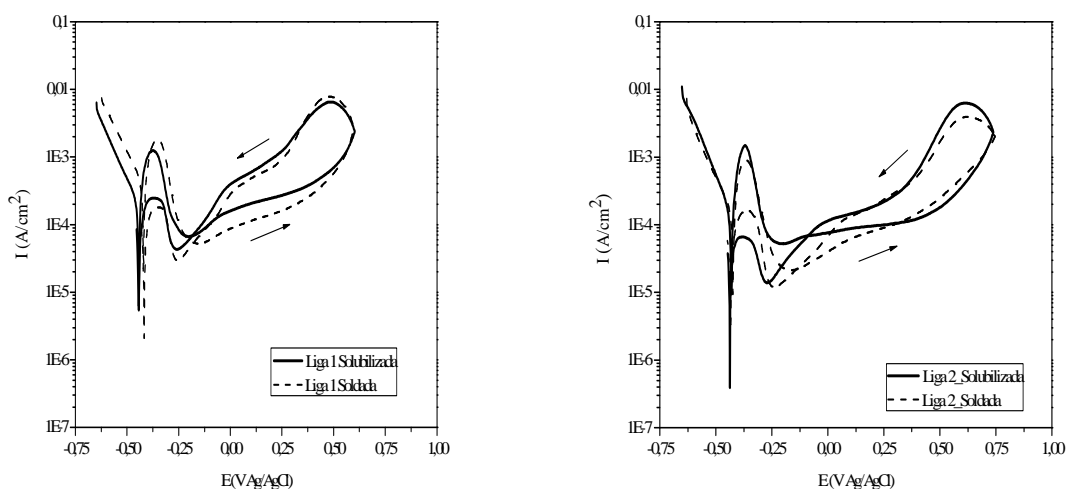 0,1
0,01
1E-3
1E-4
1E-5
1E-6
1E-7
I (A/cm²)
Liga 1 Solubilizada
Liga 1 Soldada
-0,75 -0,50 -0,25 0,00 0,25 0,50 0,75 1,00
E (V Ag/AgCl)
0,1
0,01
1E-3
1E-4
1E-5
1E-6
1E-7
I (A/cm²)
Liga 2_Solubilizada
Liga 2_Soldada
-0,75 -0,50 -0,25 0,00 0,25 0,50 0,75 1,00
E (V Ag/AgCl)